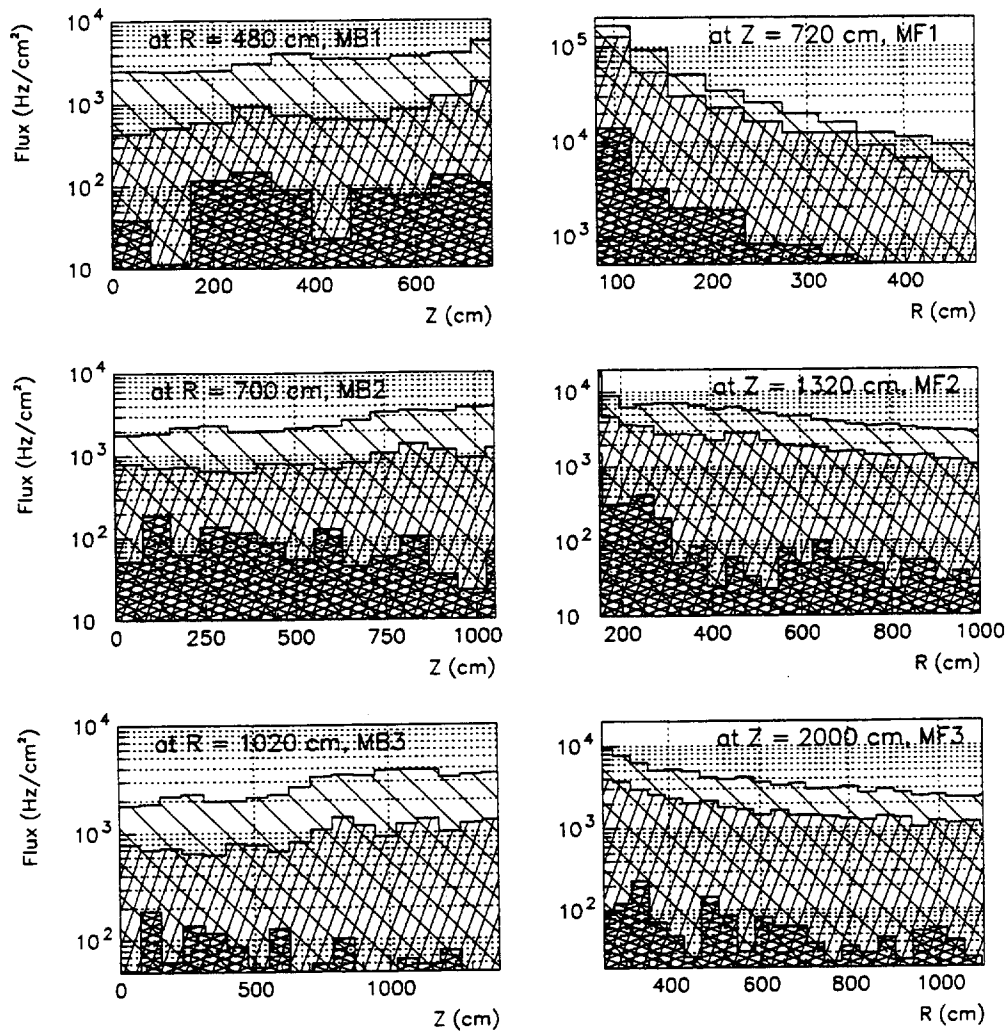 10⁴
at R = 480 cm, MB1
Flux (Hz/cm²)
10³
10²
10
0 200 400 600
Z (cm)
at Z = 720 cm, MF1
10⁵
10⁴
10³
100 200 300 400
R (cm)
10⁴
at R = 700 cm, MB2
Flux (Hz/cm²)
10³
10²
10
0 250 500 750 1000
Z (cm)
at Z = 1320 cm, MF2
10⁴
10³
10²
10
200 400 600 800 1000
R (cm)
10⁴
at R = 1020 cm, MB3
Flux (Hz/cm²)
10³
10²
0 500 1000
Z (cm)
at Z = 2000 cm, MF3
10⁴
10³
10²
400 600 800 1000
R (cm)